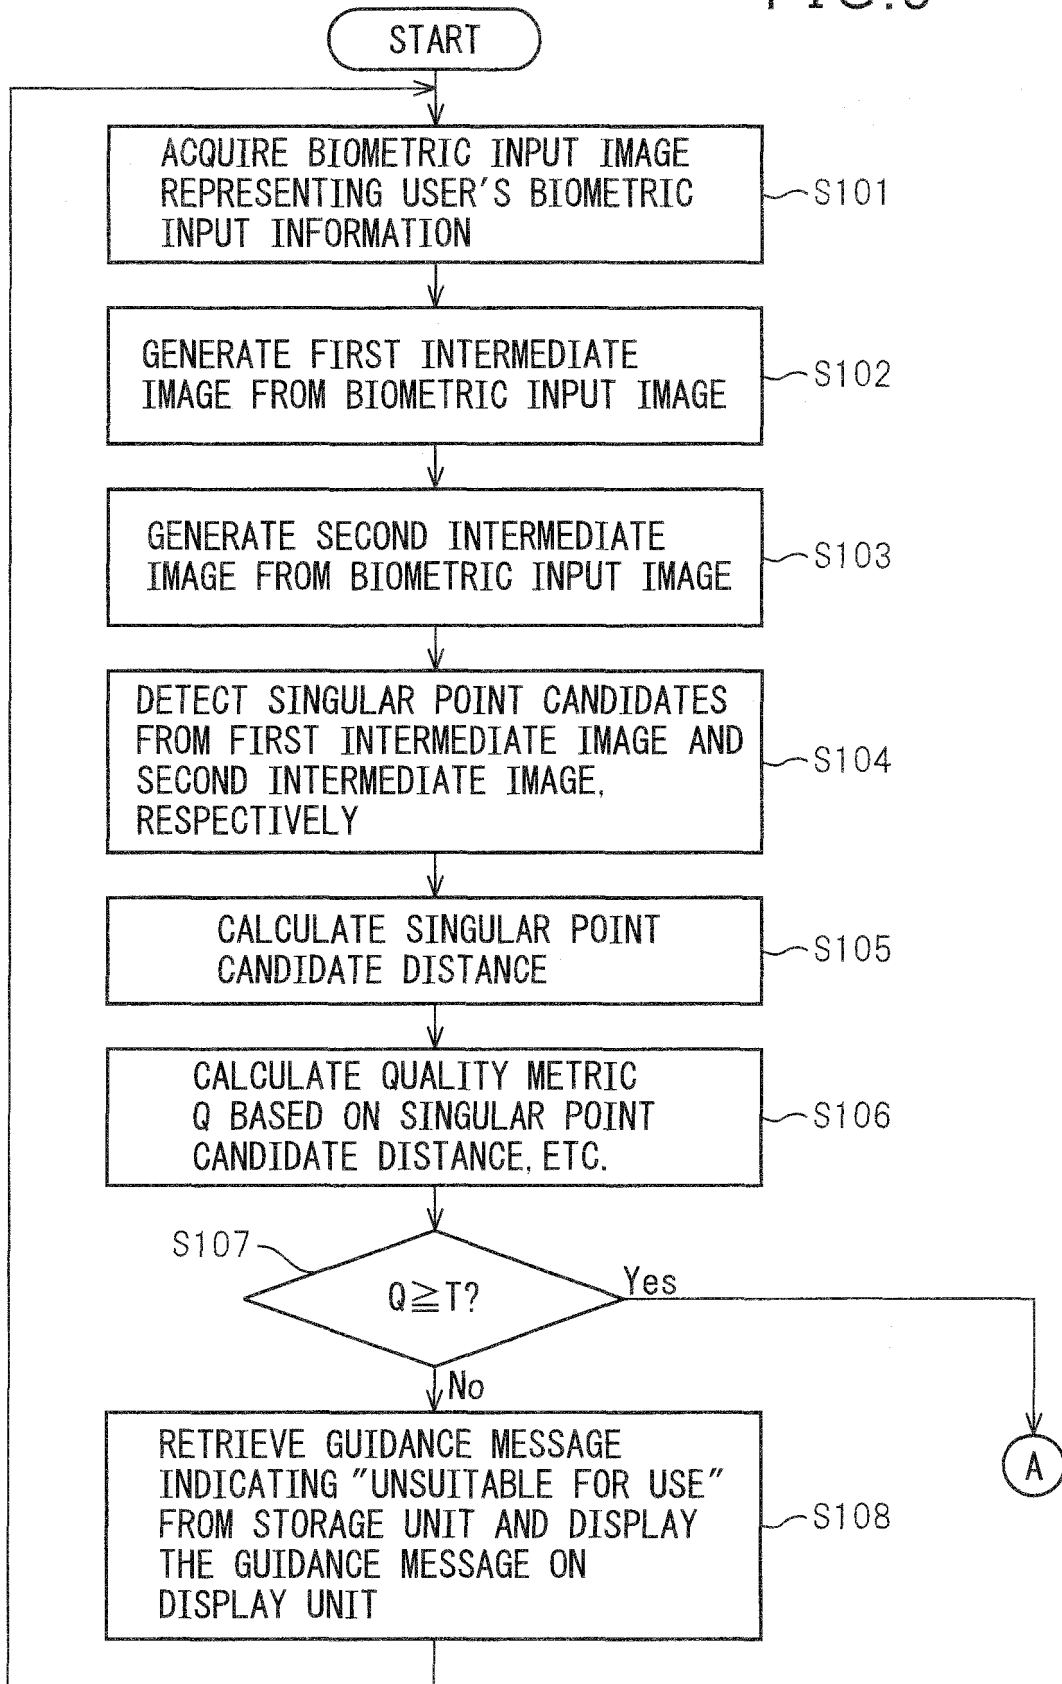 START
ACQUIRE BIOMETRIC INPUT IMAGE
REPRESENTING USER'S BIOMETRIC
INPUT INFORMATION
S101
GENERATE FIRST INTERMEDIATE
IMAGE FROM BIOMETRIC INPUT IMAGE
S102
GENERATE SECOND INTERMEDIATE
IMAGE FROM BIOMETRIC INPUT IMAGE
S103
DETECT SINGULAR POINT CANDIDATES
FROM FIRST INTERMEDIATE IMAGE AND
SECOND INTERMEDIATE IMAGE,
RESPECTIVELY
S104
CALCULATE SINGULAR POINT
CANDIDATE DISTANCE
S105
CALCULATE QUALITY METRIC
Q BASED ON SINGULAR POINT
CANDIDATE DISTANCE, ETC.
S106
S107
Q≧T?
Yes
No
RETRIEVE GUIDANCE MESSAGE
INDICATING "UNSUITABLE FOR USE"
FROM STORAGE UNIT AND DISPLAY
THE GUIDANCE MESSAGE ON
DISPLAY UNIT
S108
A